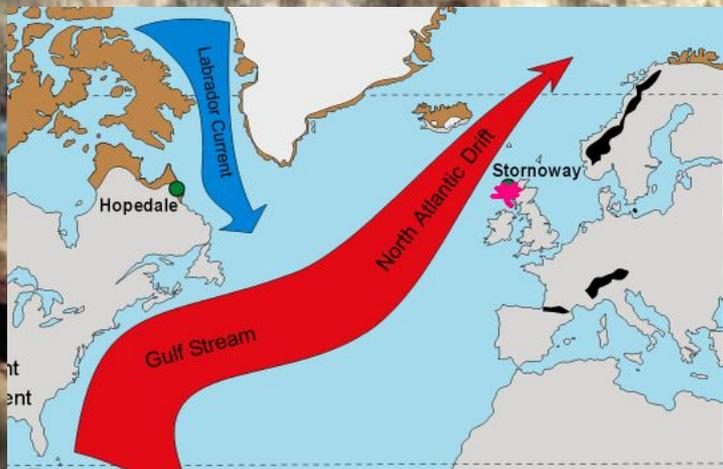 Labrador Current
Hopedale
Stornoway
North Atlantic Drift
Gulf Stream
nt
ent